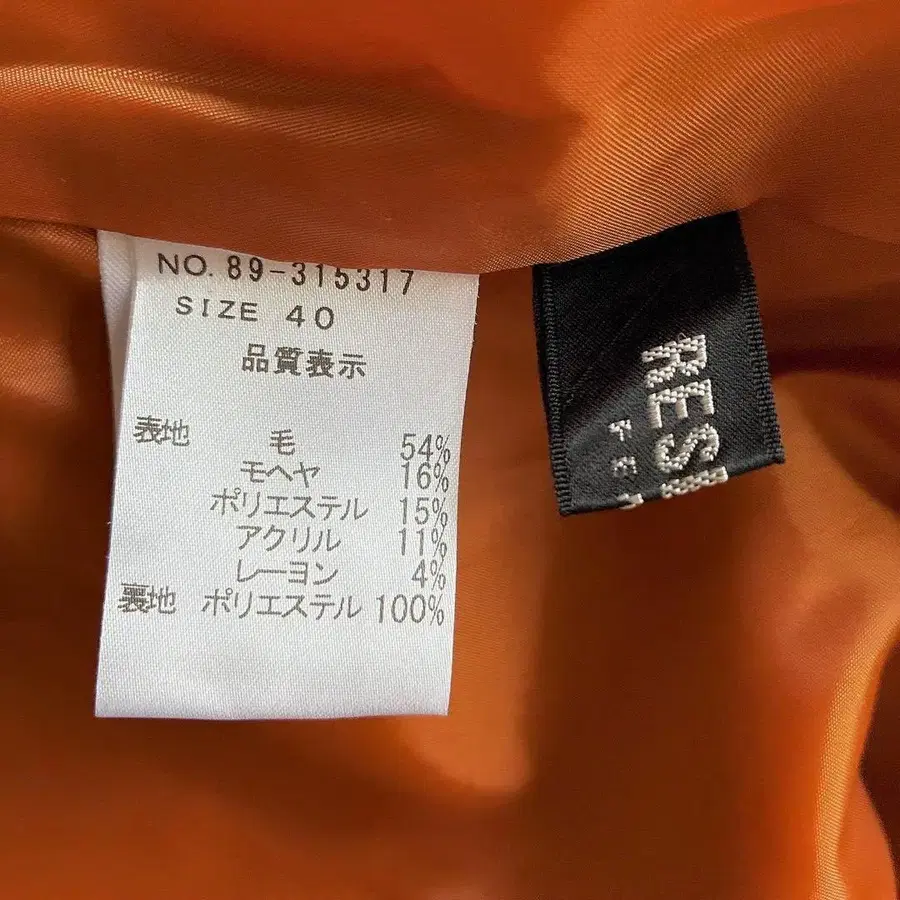 NO. 89-315317
SIZE 40
品質表示
表地 毛 54%
モヘヤ 16%
ポリエステル 15%
アクリル 11%
レーヨン 4%
裏地 ポリエステル 100%